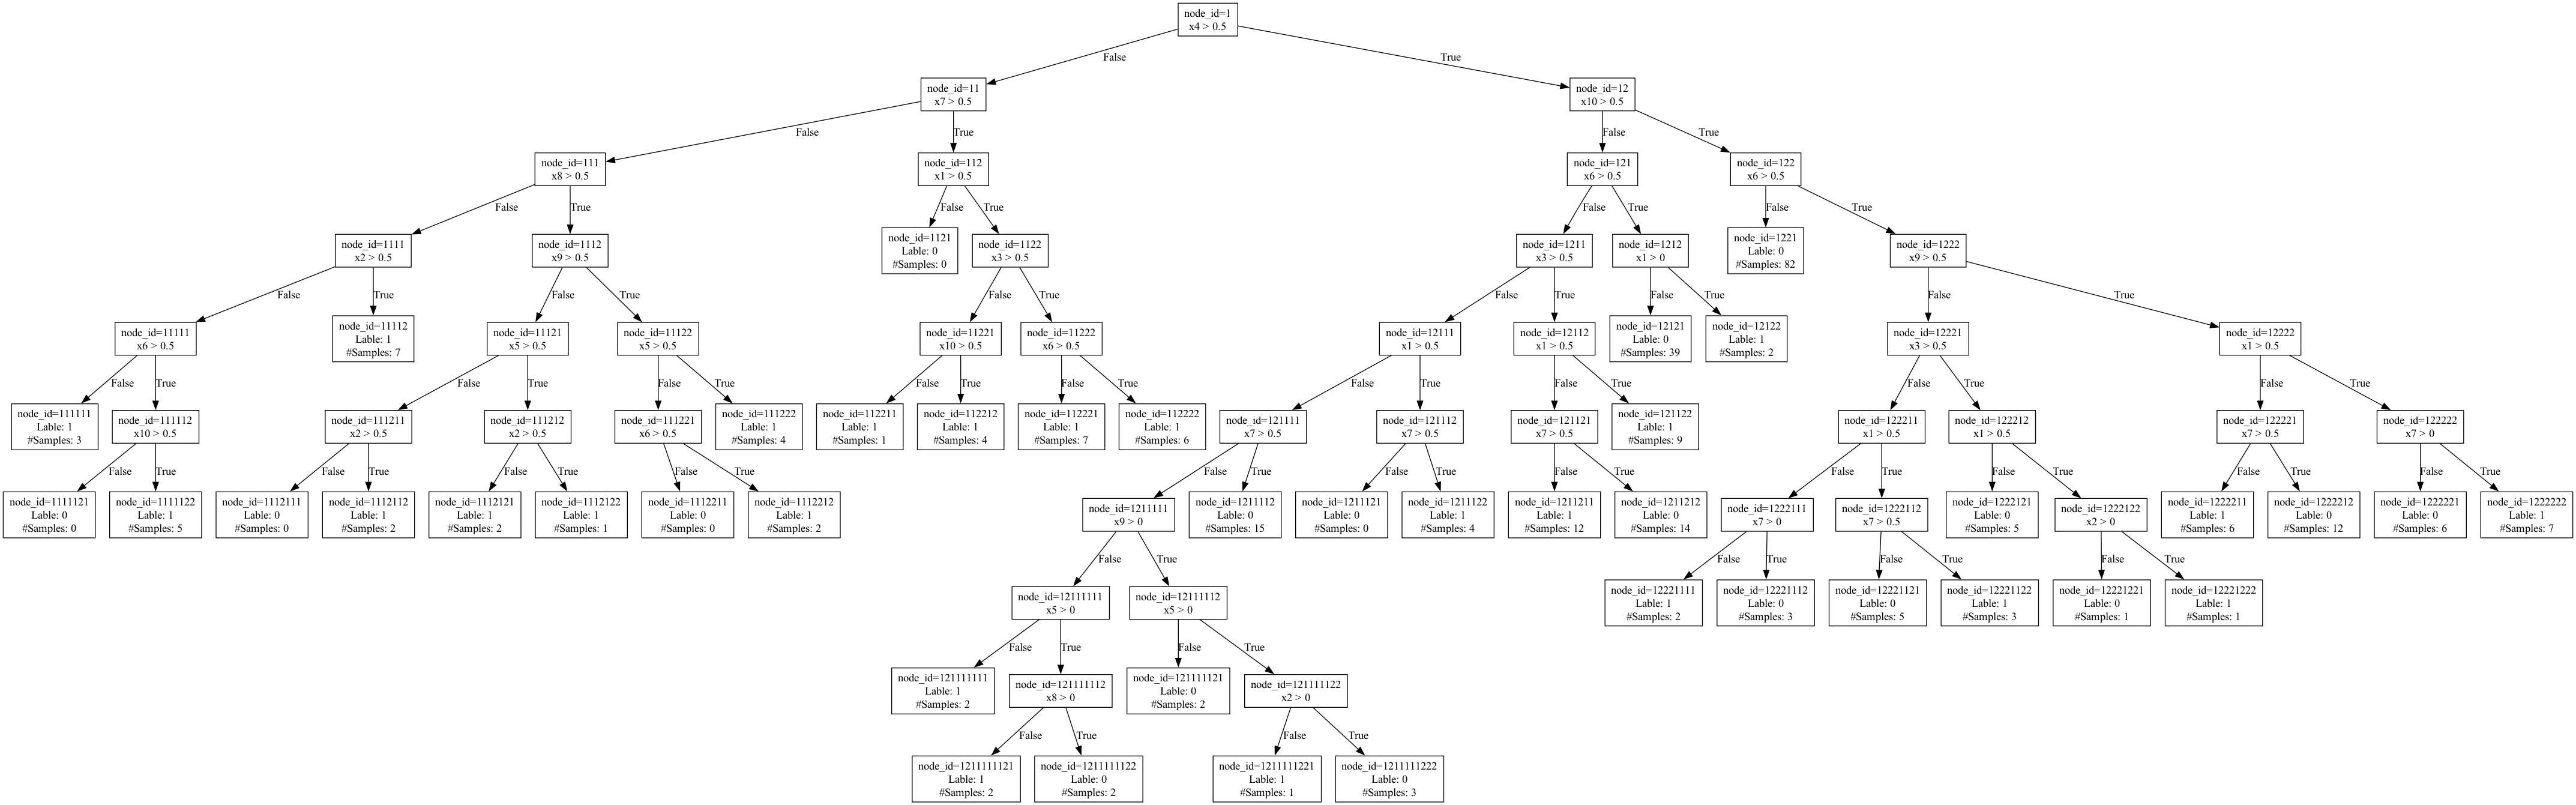 node_id=1
x4 > 0.5
False
True
node_id=11
x7 > 0.5
node_id=12
x10 > 0.5
False
True
False
True
node_id=111
x8 > 0.5
node_id=112
x1 > 0.5
node_id=121
x6 > 0.5
node_id=122
x6 > 0.5
False
True
False
True
False
True
False
True
node_id=1111
x2 > 0.5
node_id=1112
x9 > 0.5
node_id=1121
Lable: 0
#Samples: 0
node_id=1122
x3 > 0.5
node_id=1211
x3 > 0.5
node_id=1212
x1 > 0
node_id=1221
Lable: 0
#Samples: 82
node_id=1222
x9 > 0.5
False
True
False
True
False
True
False
True
False
True
False
True
node_id=11111
x6 > 0.5
node_id=11112
Lable: 1
#Samples: 7
node_id=11121
x5 > 0.5
node_id=11122
x5 > 0.5
node_id=11221
x10 > 0.5
node_id=11222
x6 > 0.5
node_id=12111
x1 > 0.5
node_id=12112
x1 > 0.5
node_id=12121
Lable: 0
#Samples: 39
node_id=12122
Lable: 1
#Samples: 2
node_id=12221
x3 > 0.5
node_id=12222
x1 > 0.5
False
True
False
True
False
True
False
True
False
True
False
True
False
True
False
True
False
True
node_id=111111
Lable: 1
#Samples: 3
node_id=111112
x10 > 0.5
node_id=111211
x2 > 0.5
node_id=111212
x2 > 0.5
node_id=111221
x6 > 0.5
node_id=111222
Lable: 1
#Samples: 4
node_id=112211
Lable: 1
#Samples: 1
node_id=112212
Lable: 1
#Samples: 4
node_id=112221
Lable: 1
#Samples: 7
node_id=112222
Lable: 1
#Samples: 6
node_id=121111
x7 > 0.5
node_id=121112
x7 > 0.5
node_id=121121
x7 > 0.5
node_id=121122
Lable: 1
#Samples: 9
node_id=122211
x1 > 0.5
node_id=122212
x1 > 0.5
node_id=122221
x7 > 0.5
node_id=122222
x7 > 0
False
True
False
True
False
True
False
True
False
True
False
True
False
True
False
True
False
True
False
True
False
True
node_id=1111121
Lable: 0
#Samples: 0
node_id=1111122
Lable: 1
#Samples: 5
node_id=1112111
Lable: 0
#Samples: 0
node_id=1112112
Lable: 1
#Samples: 2
node_id=1112121
Lable: 1
#Samples: 2
node_id=1112122
Lable: 1
#Samples: 1
node_id=1112211
Lable: 0
#Samples: 0
node_id=1112212
Lable: 1
#Samples: 2
node_id=1211111
x9 > 0
node_id=1211112
Lable: 0
#Samples: 15
node_id=1211121
Lable: 0
#Samples: 0
node_id=1211122
Lable: 1
#Samples: 4
node_id=1211211
Lable: 1
#Samples: 12
node_id=1211212
Lable: 0
#Samples: 14
node_id=1222111
x7 > 0
node_id=1222112
x7 > 0.5
node_id=1222121
Lable: 0
#Samples: 5
node_id=1222122
x2 > 0
node_id=1222211
Lable: 1
#Samples: 6
node_id=1222212
Lable: 0
#Samples: 12
node_id=1222221
Lable: 0
#Samples: 6
node_id=1222222
Lable: 1
#Samples: 7
False
True
False
True
False
True
False
True
node_id=12111111
x5 > 0
node_id=12111112
x5 > 0
node_id=12221111
Lable: 1
#Samples: 2
node_id=12221112
Lable: 0
#Samples: 3
node_id=12221121
Lable: 0
#Samples: 5
node_id=12221122
Lable: 1
#Samples: 3
node_id=12221221
Lable: 0
#Samples: 1
node_id=12221222
Lable: 1
#Samples: 1
False
True
False
True
node_id=121111111
Lable: 1
#Samples: 2
node_id=121111112
x8 > 0
node_id=121111121
Lable: 0
#Samples: 2
node_id=121111122
x2 > 0
False
True
False
True
node_id=1211111121
Lable: 1
#Samples: 2
node_id=1211111122
Lable: 0
#Samples: 2
node_id=1211111221
Lable: 1
#Samples: 1
node_id=1211111222
Lable: 0
#Samples: 3